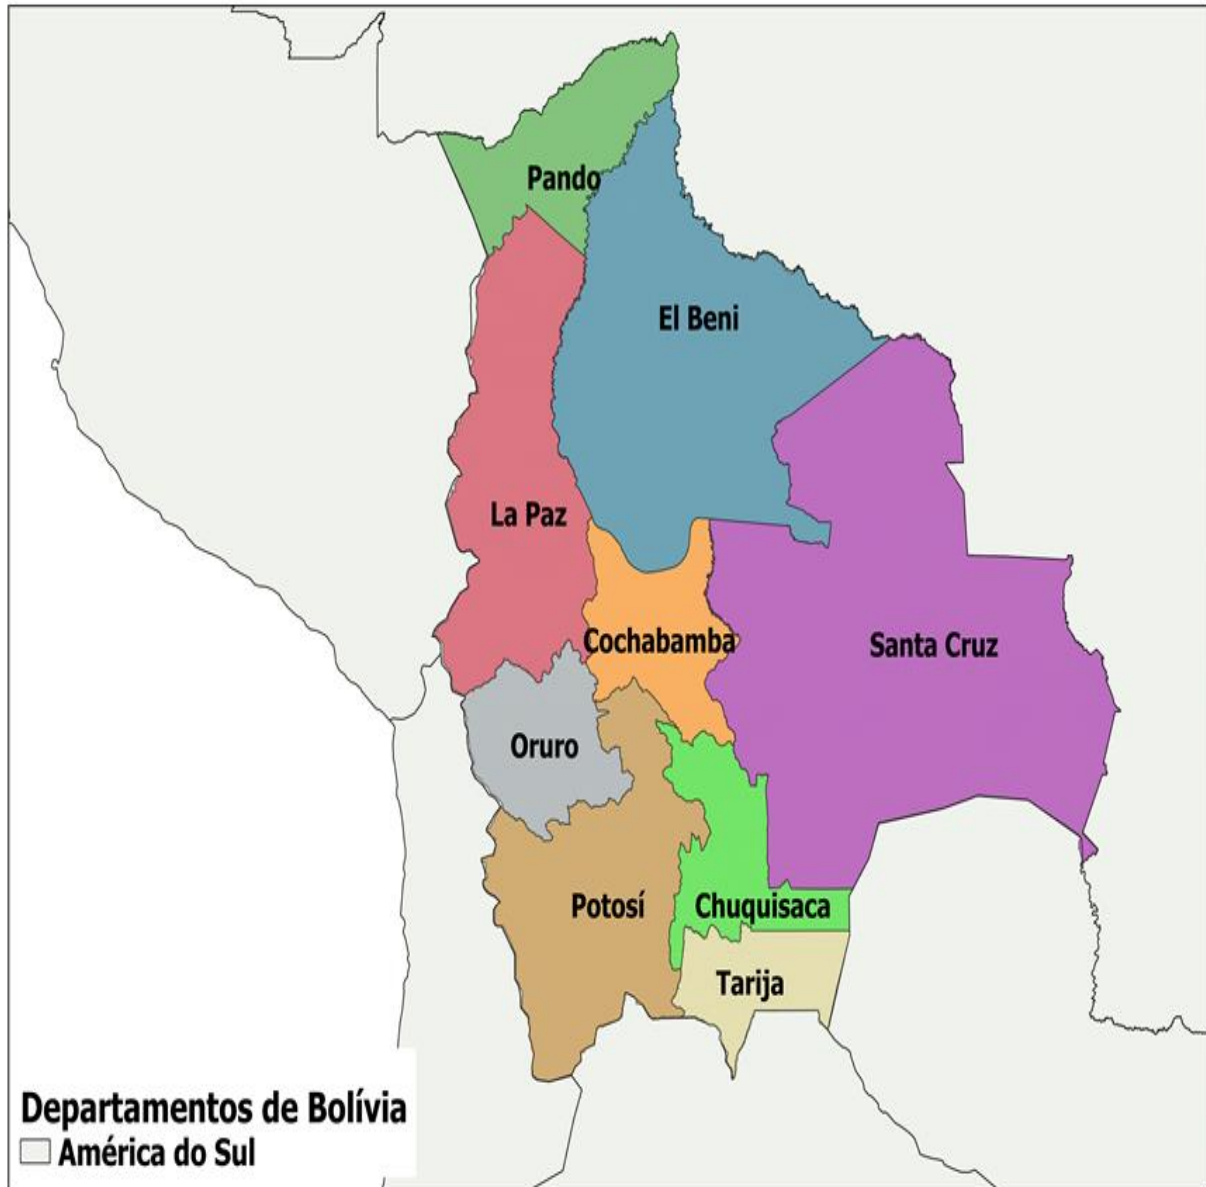 Pando
El Beni
La Paz
Cochabamba
Santa Cruz
Oruro
Potosí
Chuquisaca
Tarija
Departamentos de Bolívia
América do Sul